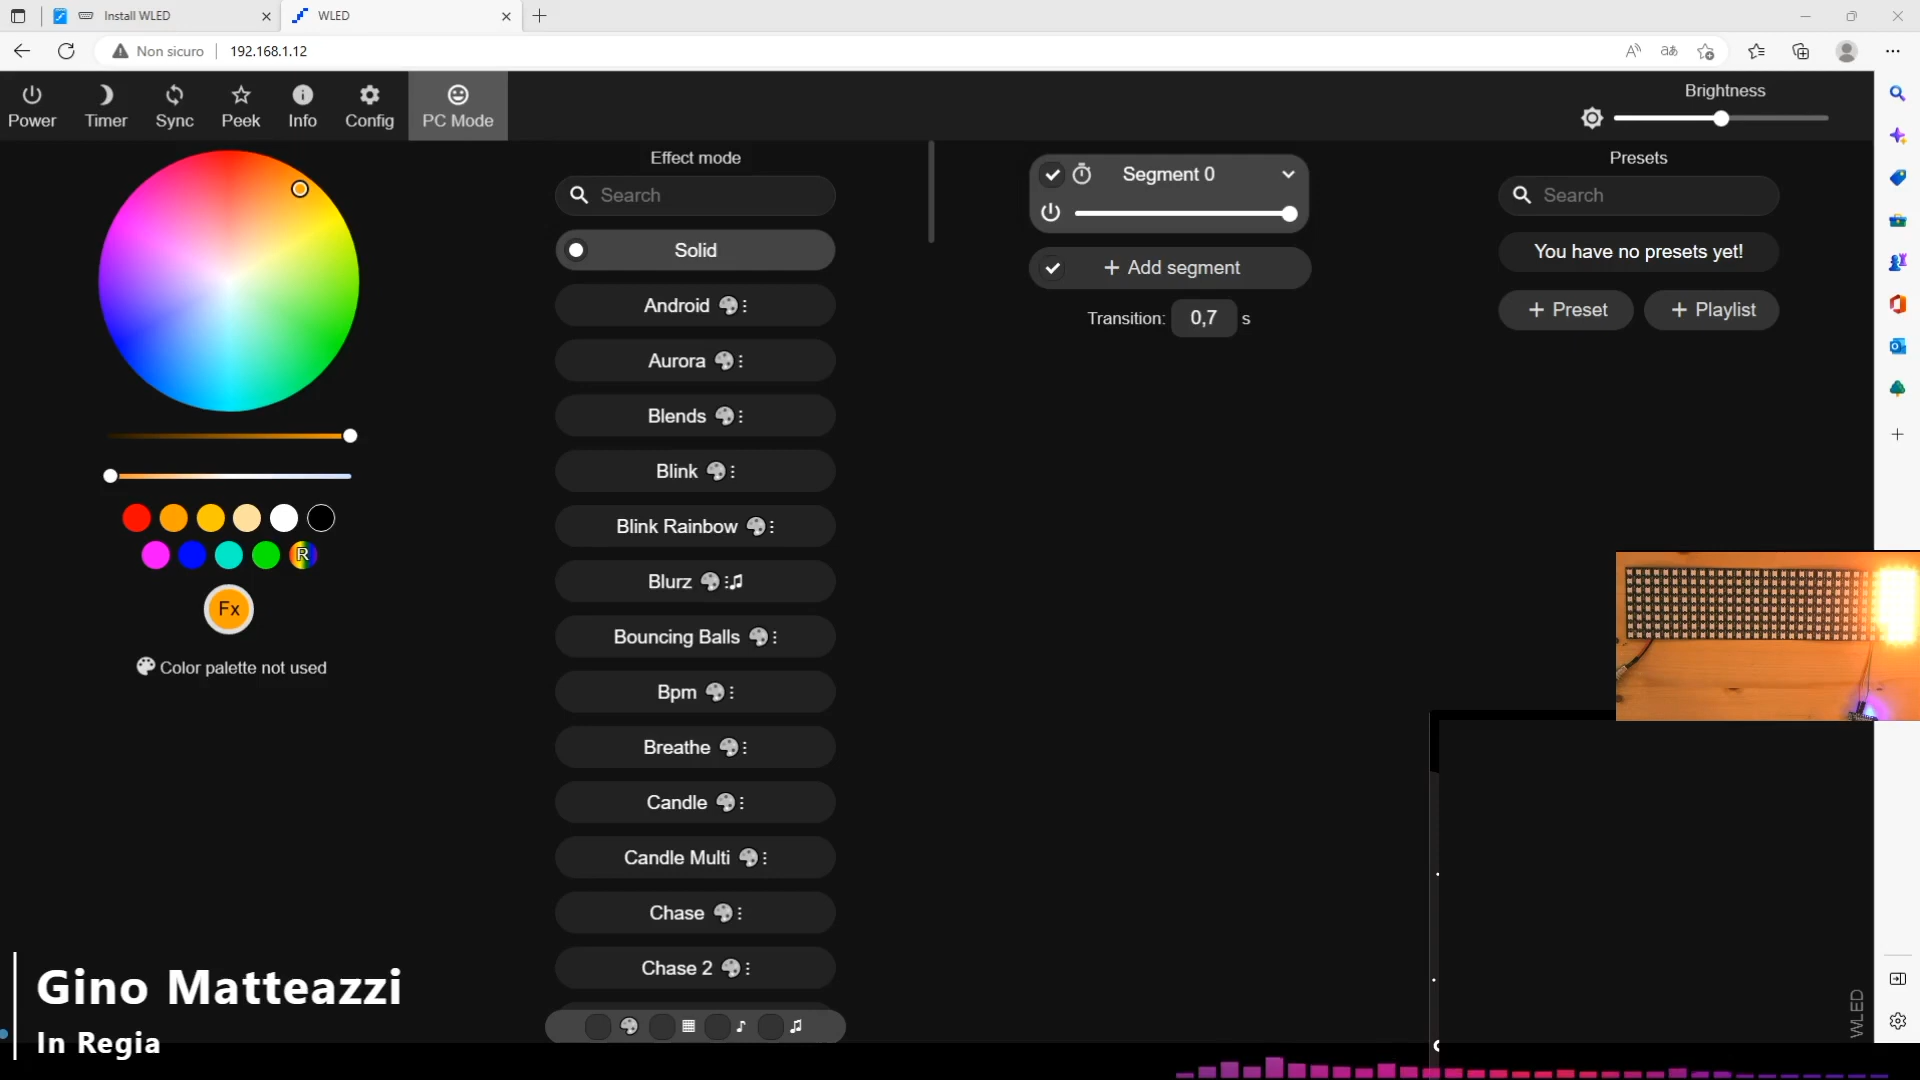 Install WLED
WLED
Non sicuro
192.168.1.12
Power
Timer
Sync
Peek
Info
Config
PC Mode
Brightness
Effect mode
Search
Solid
Android
Aurora
Blends
Blink
Blink Rainbow
Blurz
Bouncing Balls
Bpm
Breathe
Candle
Candle Multi
Chase
Chase 2
R
Fx
Color palette not used
Segment 0
+ Add segment
Transition: 0,7 s
Presets
Search
You have no presets yet!
+ Preset
+ Playlist
WLED
Gino Matteazzi
In Regia